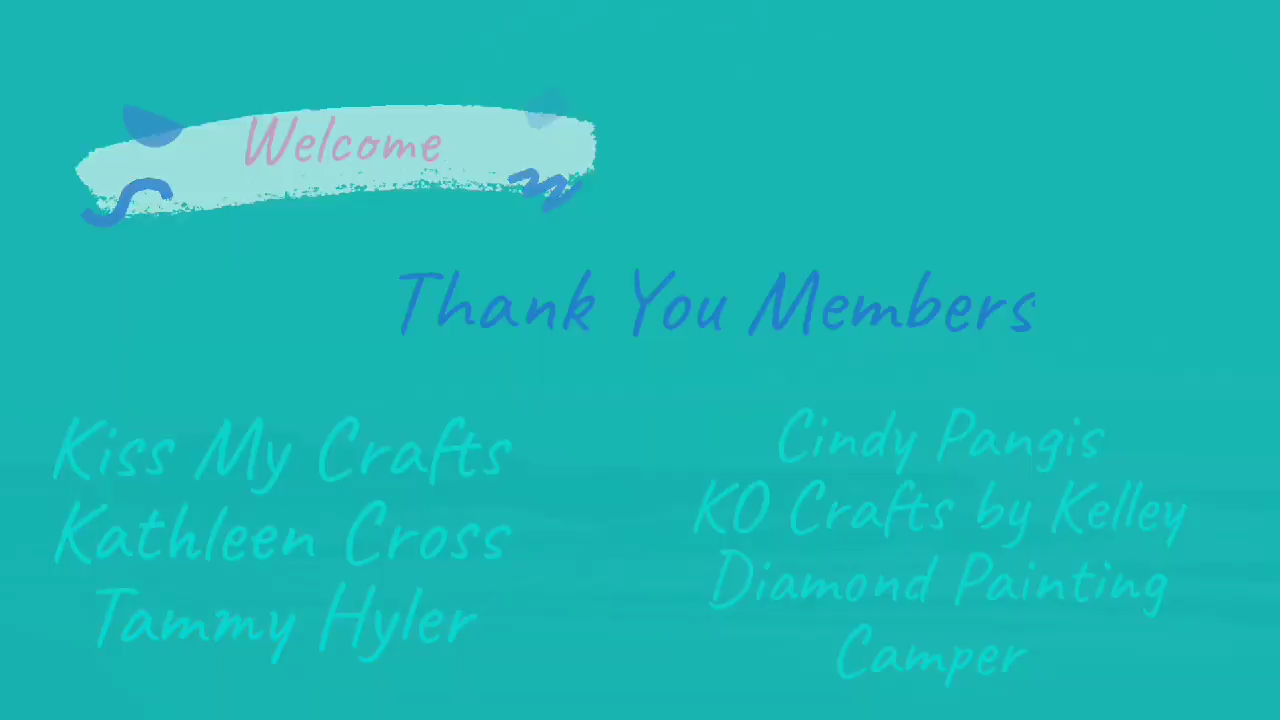 Welcome
Thank You Members
Kiss My Crafts
Kathleen Cross
Tammy Hyler
Cindy Pangis
KO Crafts by Kelley
Diamond Painting
Camper